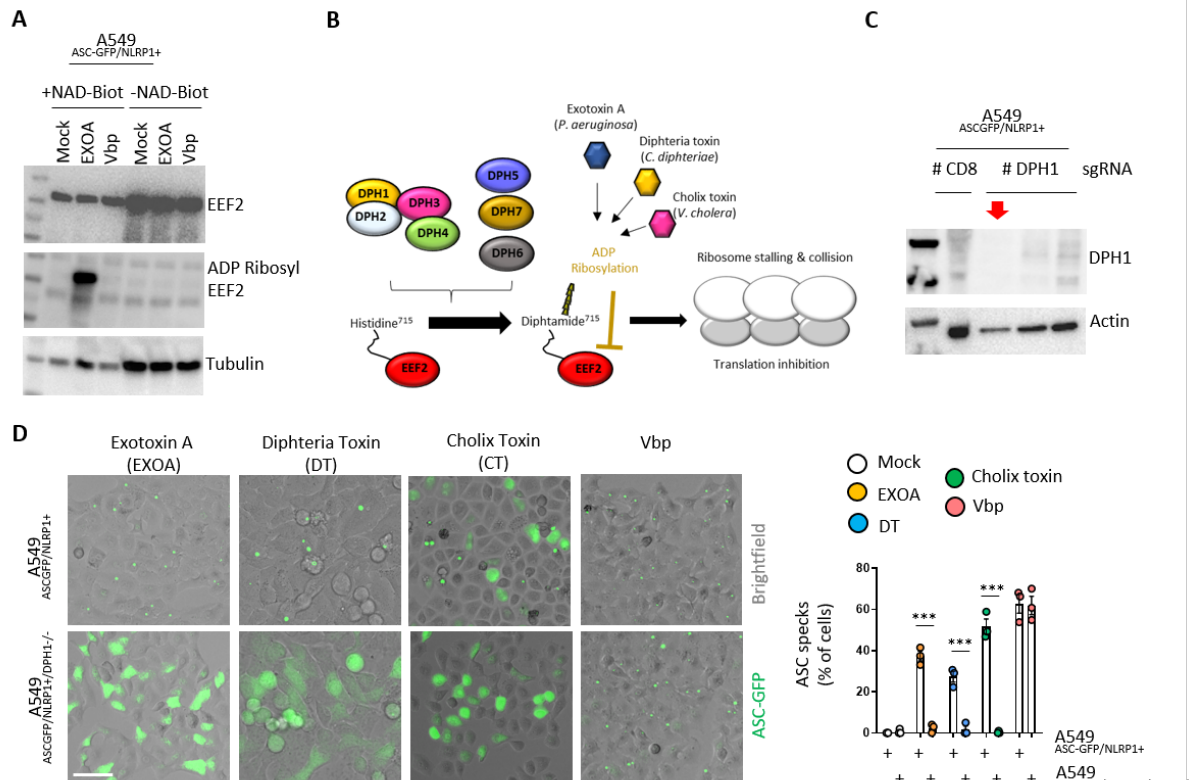 A
A549
ASC-GFP/NLRP1+
+NAD-Biot -NAD-Biot
Mock EXOA Vbp Mock EXOA Vbp
EEF2
ADP Ribosyl
EEF2
Tubulin
B
Exotoxin A
(P. aeruginosa)
Diphteria toxin
(C. diphteriae)
Cholix toxin
(V. cholera)
DPH1
DPH2
DPH3
DPH4
DPH5
DPH7
DPH6
ADP
Ribosylation
Ribosome stalling & collision
Histidine715
Diphtamide715
EEF2
EEF2
Translation inhibition
C
A549
ASCGFP/NLRP1+
# CD8 # DPH1 sgRNA
DPH1
Actin
D
Exotoxin A
(EXOA)
Diphteria Toxin
(DT)
Cholix Toxin
(CT)
Vbp
A549
ASCGFP/NLRP1+
A549
ASCGFP/NLRP1+/DPH1-/-
Brightfield
ASC-GFP
Mock
EXOA
DT
Cholix toxin
Vbp
ASC specks
(% of cells)
80
60
40
20
0
***
***
***
+ + + + +
A549
ASC-GFP/NLRP1+
+ + + + +
A549